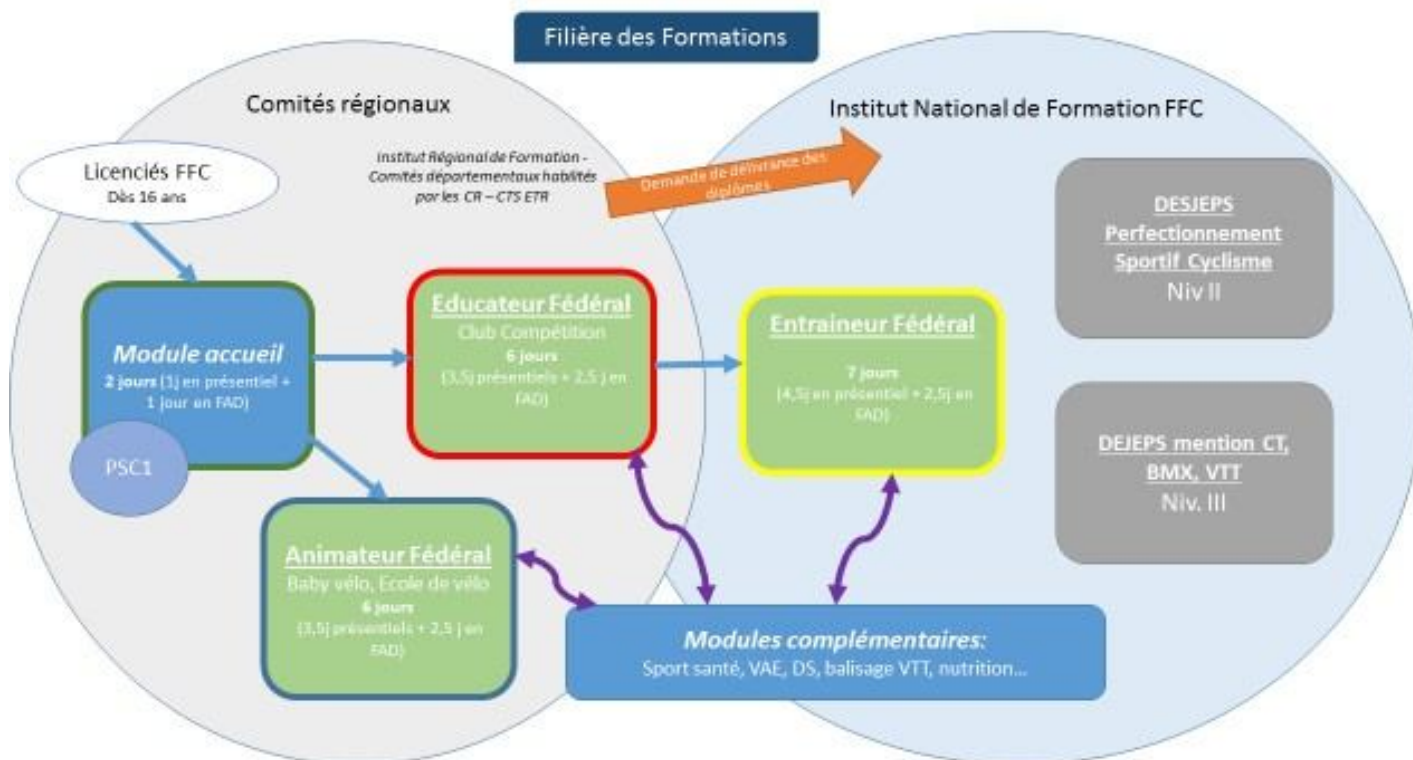 Filière des Formations
Comités régionaux
Institut National de Formation FFC
Licenciés FFC
Dès 16 ans
Institut Régional de Formation -
Comités départementaux habilités
par les CR – CTS ETR
Demande de délivrance des
diplômes
Module accueil
2 jours (1j en présentiel +
1 jour en FAD)
PSC1
Educateur Fédéral
Club Compétition
6 jours
(3,5j présentiels + 2,5 j en
FAD)
Entraineur Fédéral
7 jours
(4,5j en présentiel + 2,5j en
FAD)
DESJEPS
Perfectionnement
Sportif Cyclisme
Niv II
DEJEPS mention CT,
BMX, VTT
Niv. III
Animateur Fédéral
Baby vélo, Ecole de vélo
6 jours
(3,5j présentiels + 2,5 j en
FAD)
Modules complémentaires:
Sport santé, VAE, DS, balisage VTT, nutrition...